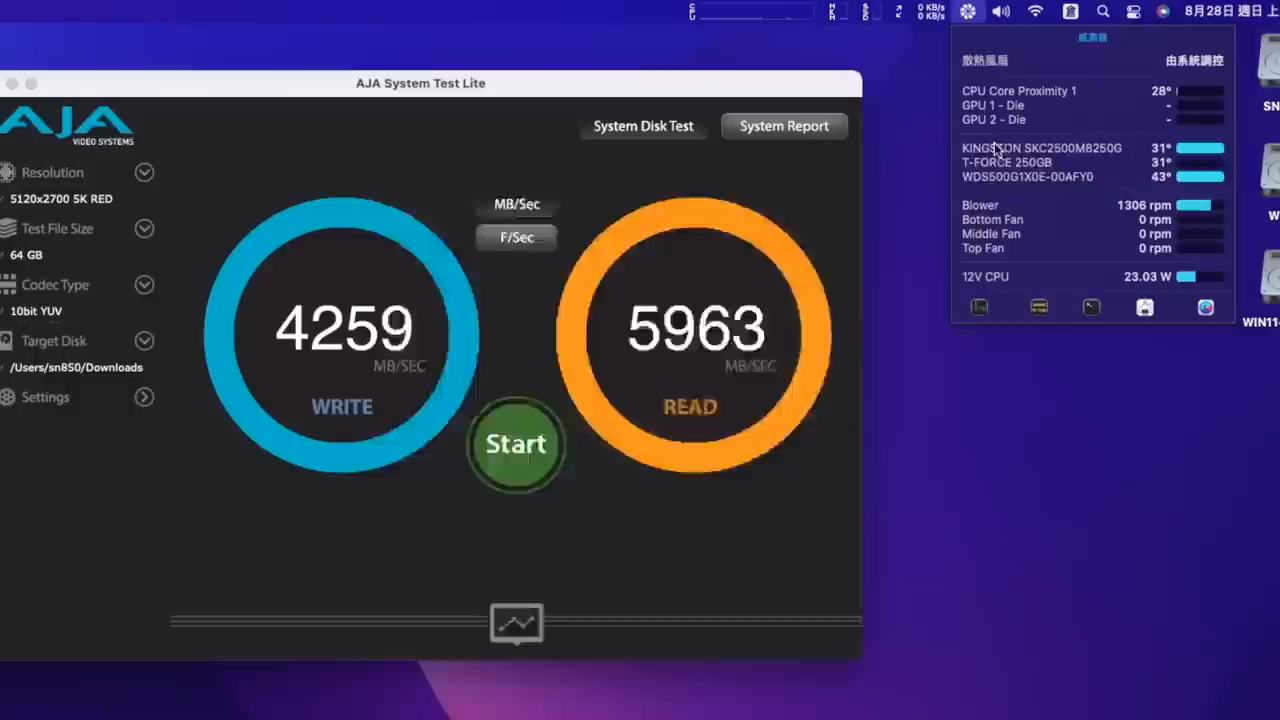 0 KB/s
0 KB/s
8月28日 週日 上
AJA System Test Lite
AJA
VIDEO SYSTEMS
System Disk Test
System Report
Resolution
5120x2700 5K RED
Test File Size
64 GB
Codec Type
10bit YUV
Target Disk
/Users/sn850/Downloads
Settings
MB/Sec
F/Sec
4259
MB/SEC
WRITE
5963
MB/SEC
READ
Start
感測器
散熱風扇 由系統調控
CPU Core Proximity 1 28°
GPU 1 - Die -
GPU 2 - Die -
KINGSTON SKC2500M8250G 31°
T-FORCE 250GB 31°
WDS500G1X0E-00AFY0 43°
Blower 1306 rpm
Bottom Fan 0 rpm
Middle Fan 0 rpm
Top Fan 0 rpm
12V CPU 23.03 W
SN
W
WIN11-